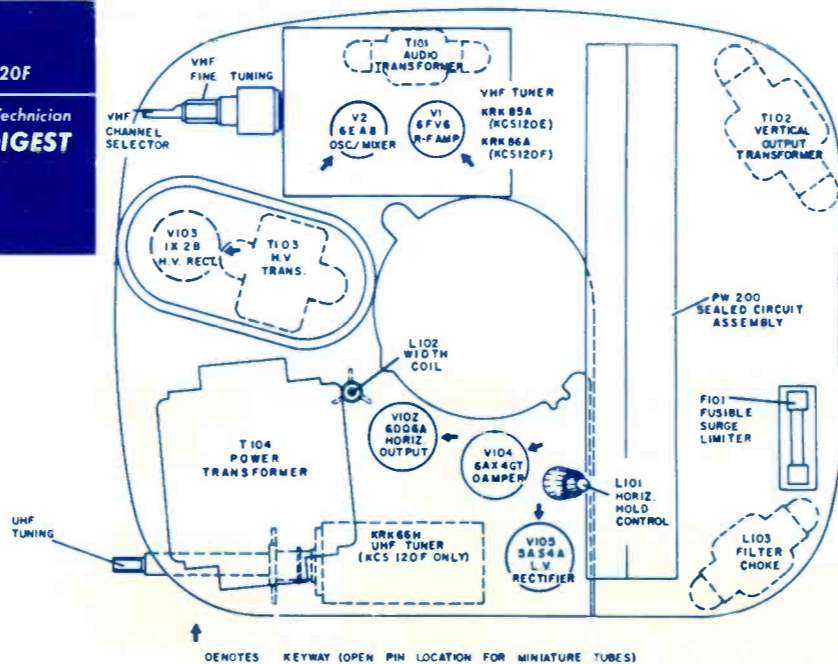 20F
Technician
DIGEST
VHF
FINE TUNING
VHF
CHANNEL
SELECTOR
T101
AUDIO
TRANSFORMER
V2
6EA8
OSC/MIXER
V1
6FV6
R-F AMP
VHF TUNER
KRK 85A
(KCS120E)
KRK 86A
(KCS120F)
T102
VERTICAL
OUTPUT
TRANSFORMER
V103
1X2B
H.V. RECT.
T103
H.V
TRANS.
L102
WIDTH
COIL
PW 200
SEALED CIRCUIT
ASSEMBLY
T104
POWER
TRANSFORMER
V102
6DQ6A
HORIZ.
OUTPUT
V104
6AX4GT
DAMPER
F101
FUSIBLE
SURGE
LIMITER
L101
HORIZ.
HOLD
CONTROL
UHF
TUNING
KRK66H
UHF TUNER
(KCS 120F ONLY)
V105
5AS4A
L.V.
RECTIFIER
L103
FILTER
CHOKE
DENOTES KEYWAY (OPEN PIN LOCATION FOR MINIATURE TUBES)